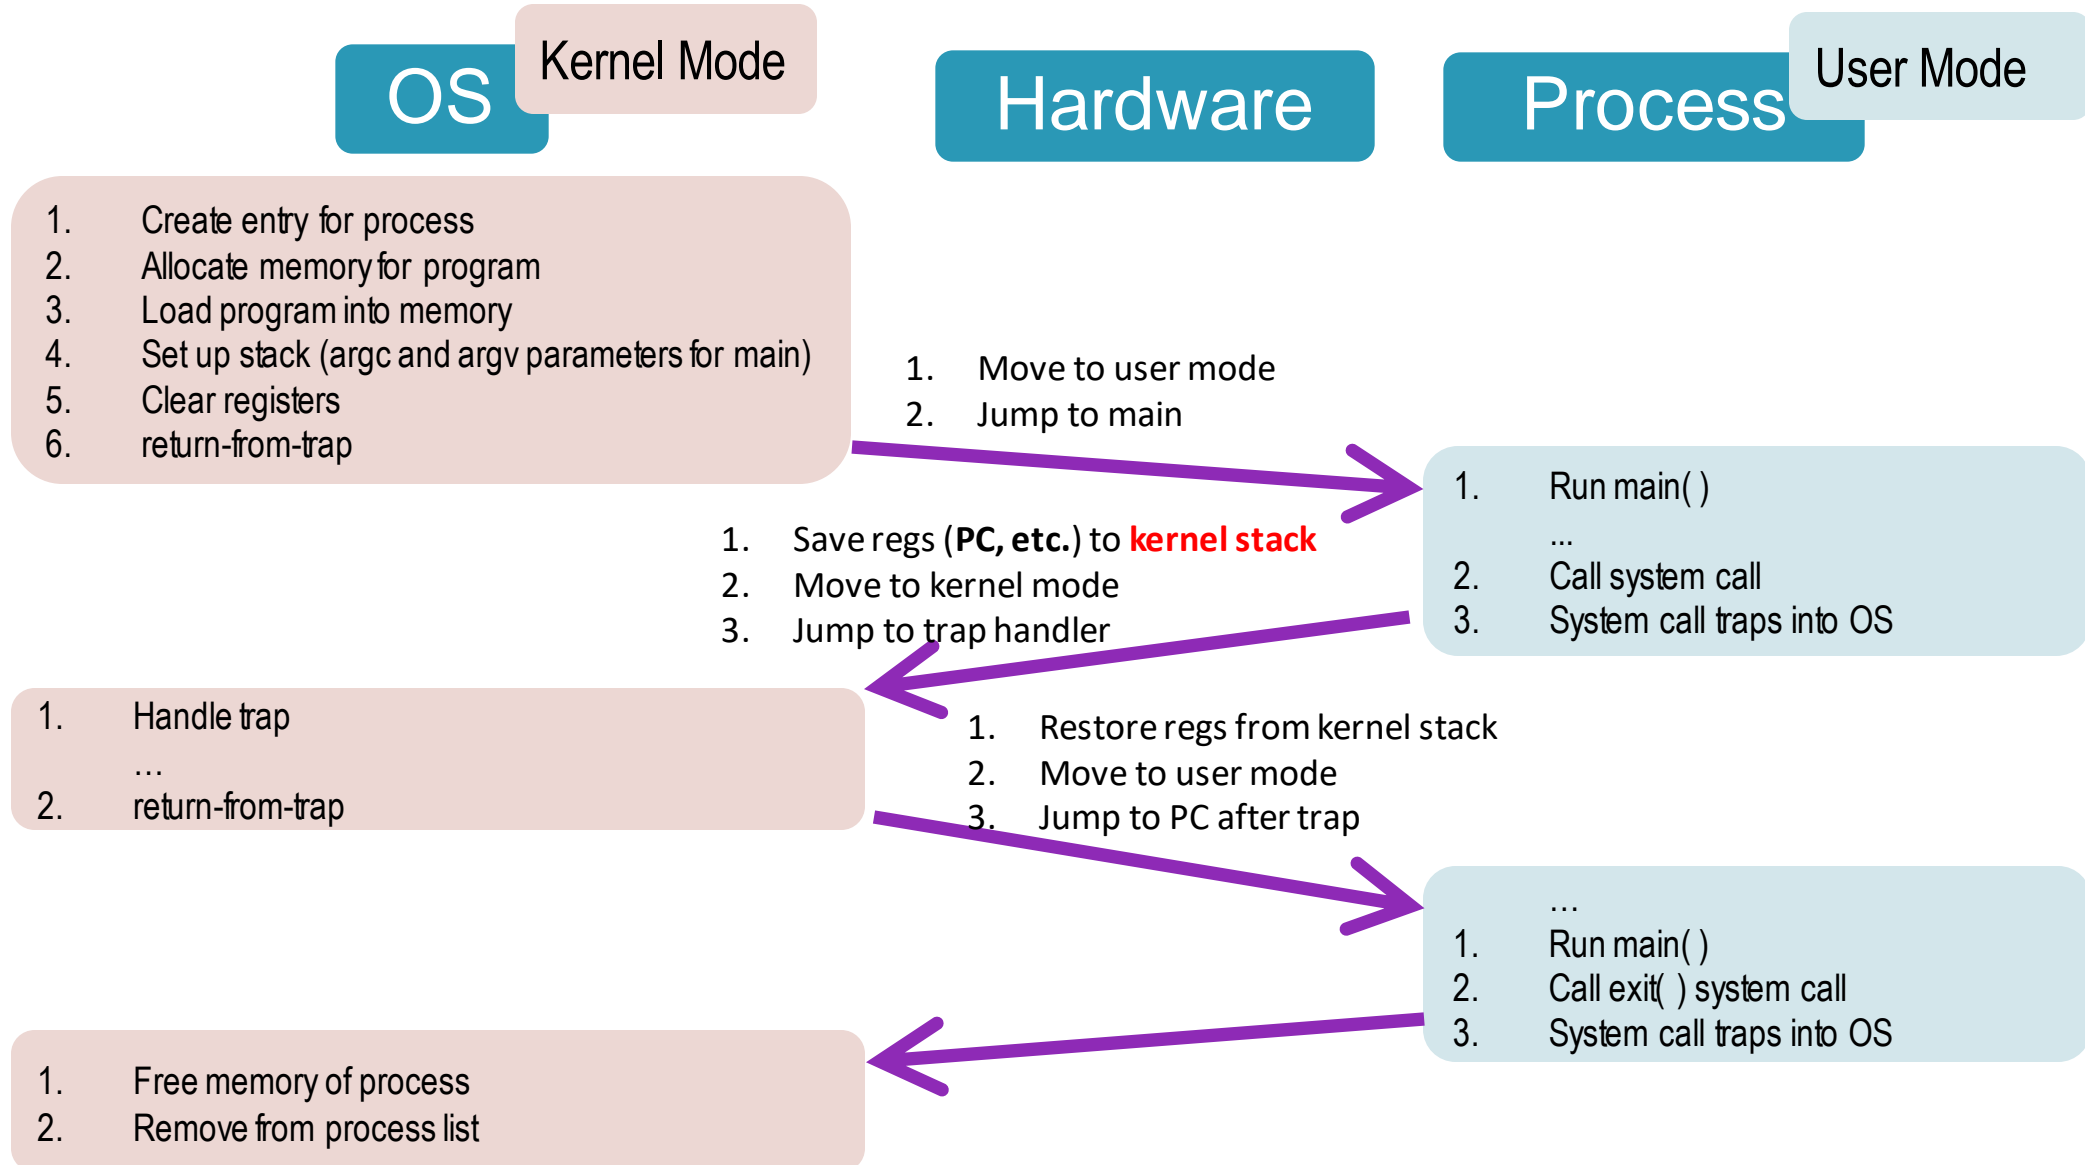 OS
Kernel Mode
Hardware
Process
User Mode
1. Create entry for process
2. Allocate memory for program
3. Load program into memory
4. Set up stack (argc and argv parameters for main)
5. Clear registers
6. return-from-trap
1. Move to user mode
2. Jump to main
1. Run main( )
...
2. Call system call
3. System call traps into OS
1. Save regs (PC, etc.) to kernel stack
2. Move to kernel mode
3. Jump to trap handler
1. Handle trap
…
2. return-from-trap
1. Restore regs from kernel stack
2. Move to user mode
3. Jump to PC after trap
…
1. Run main( )
2. Call exit( ) system call
3. System call traps into OS
1. Free memory of process
2. Remove from process list